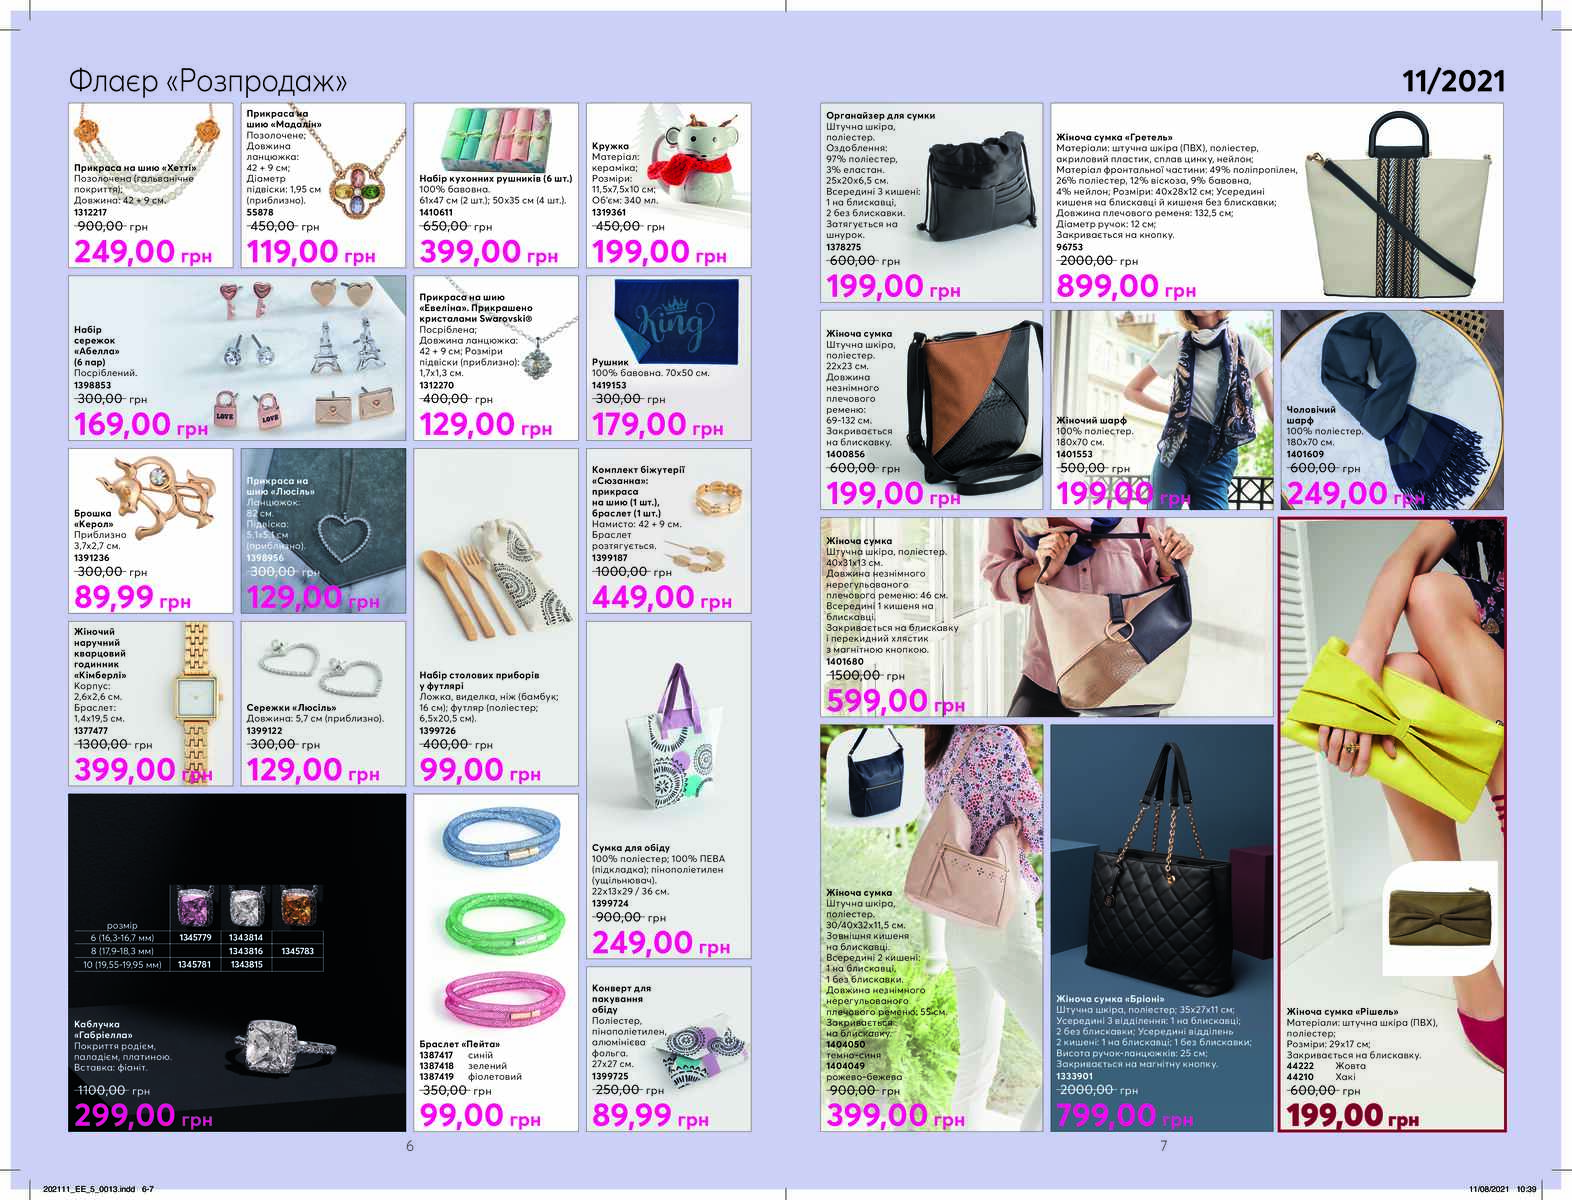 Флаєр «Розпродаж»
11/2021
Прикраса на шию «Хетті»
Позолочена (гальванічне
покриття);
Довжина: 42 + 9 см.
1312217
900,00 грн
249,00 грн
Прикраса на
шию «Мадалін»
Позолочене;
Довжина
ланцюжка:
42 + 9 см;
Діаметр
підвіски: 1,95 см
(приблизно).
55878
450,00 грн
119,00 грн
Набір кухонних рушників (6 шт.)
100% бавовна.
61х47 см (2 шт.); 50х35 см (4 шт.).
1410611
650,00 грн
399,00 грн
Кружка
Матеріал:
кераміка;
Розміри:
11,5х7,5х10 см;
Об'єм: 340 мл.
1319361
450,00 грн
199,00 грн
Набір
сережок
«Абелла»
(6 пар)
Посріблений.
1398853
300,00 грн
169,00 грн
LOVE
LOVE
Прикраса на шию
«Евеліна». Прикрашено
кристалами Swarovski®
Посріблена;
Довжина ланцюжка:
42 + 9 см; Розміри
підвіски (приблизно):
1,7х1,3 см.
1312270
400,00 грн
129,00 грн
King
Рушник
100% бавовна. 70х50 см.
1419153
300,00 грн
179,00 грн
Брошка
«Керол»
Приблизно
3,7х2,7 см.
1391236
300,00 грн
89,99 грн
Прикраса на
шию «Люсіль»
Ланцюжок:
82 см.
Підвіска:
5,1х5,1 см
(приблизно).
1398956
300,00 грн
129,00 грн
Набір столових приборів
у футлярі
Ложка, виделка, ніж (бамбук;
16 см); футляр (поліестер;
6,5х20,5 см).
1399726
400,00 грн
99,00 грн
Комплект біжутерії
«Сюзанна»:
прикраса
на шию (1 шт.),
браслет (1 шт.)
Намисто: 42 + 9 см.
Браслет
розтягується.
1399187
1000,00 грн
449,00 грн
Жіночий
наручний
кварцовий
годинник
«Кімберлі»
Корпус:
2,6х2,6 см.
Браслет:
1,4х19,5 см.
1377477
1300,00 грн
399,00 грн
Сережки «Люсіль»
Довжина: 5,7 см (приблизно).
1399122
300,00 грн
129,00 грн
Сумка для обіду
100% поліестер; 100% ПЕВА
(підкладка); пінополіетилен
(ущільнювач).
22х13х29 / 36 см.
1399724
900,00 грн
249,00 грн
розмір
6 (16,3-16,7 мм) 1345779 1343814
8 (17,9-18,3 мм) 1343816 1345783
10 (19,55-19,95 мм) 1345781 1343815
Каблучка
«Габріелла»
Покриття родієм,
паладієм, платиною.
Вставка: фіаніт.
1100,00 грн
299,00 грн
Браслет «Пейта»
1387417 синій
1387418 зелений
1387419 фіолетовий
350,00 грн
99,00 грн
Конверт для
пакування
обіду
Поліестер,
пінополіетилен,
алюмінієва
фольга.
27х27 см.
1399725
250,00 грн
89,99 грн
6
Органайзер для сумки
Штучна шкіра,
поліестер.
Оздоблення:
97% поліестер,
3% еластан.
25х20х6,5 см.
Всередині 3 кишені:
1 на блискавці,
2 без блискавки.
Затягується на
шнурок.
1378275
600,00 грн
199,00 грн
Жіноча сумка «Гретель»
Матеріали: штучна шкіра (ПВХ), поліестер,
акриловий пластик, сплав цинку, нейлон;
Матеріал фронтальної частини: 49% поліпропілен,
26% поліестер, 12% віскоза, 9% бавовна,
4% нейлон; Розміри: 40х28х12 см; Усередині
кишеня на блискавці й кишеня без блискавки;
Довжина плечового ременя: 132,5 см;
Діаметр ручок: 12 см;
Закривається на кнопку.
96753
2000,00 грн
899,00 грн
Жіноча сумка
Штучна шкіра,
поліестер.
22х23 см.
Довжина
незнімного
плечового
ременю:
69-132 см.
Закривається
на блискавку.
1400856
600,00 грн
199,00 грн
Жіночий шарф
100% поліестер.
180х70 см.
1401553
500,00 грн
199,00 грн
Чоловічий
шарф
100% поліестер.
180х70 см.
1401609
600,00 грн
249,00 грн
Жіноча сумка
Штучна шкіра, поліестер.
40х31х13 см.
Довжина незнімного
нерегульованого
плечового ременю: 46 см.
Всередині 1 кишеня на
блискавці.
Закривається на блискавку
і перекидний хлястик
з магнітною кнопкою.
1401680
1500,00 грн
599,00 грн
Жіноча сумка
Штучна шкіра,
поліестер.
30/40х32х11,5 см.
Зовнішня кишеня
на блискавці.
Всередині 2 кишені:
1 на блискавці,
1 без блискавки.
Довжина незнімного
нерегульованого
плечового ременю: 55 см.
Закривається
на блискавку.
1404050
темна-синя
1404049
рожево-бежева
900,00 грн
399,00 грн
Жіноча сумка «Бріоні»
Штучна шкіра, поліестер; 35х27х11 см;
Усередині 3 відділення: 1 на блискавці;
2 без блискавки; Усередині відділень
2 кишені: 1 на блискавці; 1 без блискавки;
Висота ручок-ланцюжків: 25 см;
Закривається на магнітну кнопку.
1333901
2000,00 грн
799,00 грн
Жіноча сумка «Рішель»
Матеріали: штучна шкіра (ПВХ),
поліестер;
Розміри: 29х17 см;
Закривається на блискавку.
44222 Жовта
44210 Хакі
600,00 грн
199,00 грн
7
202111_EE_5_0013.indd 6-7
11/08/2021 10:39